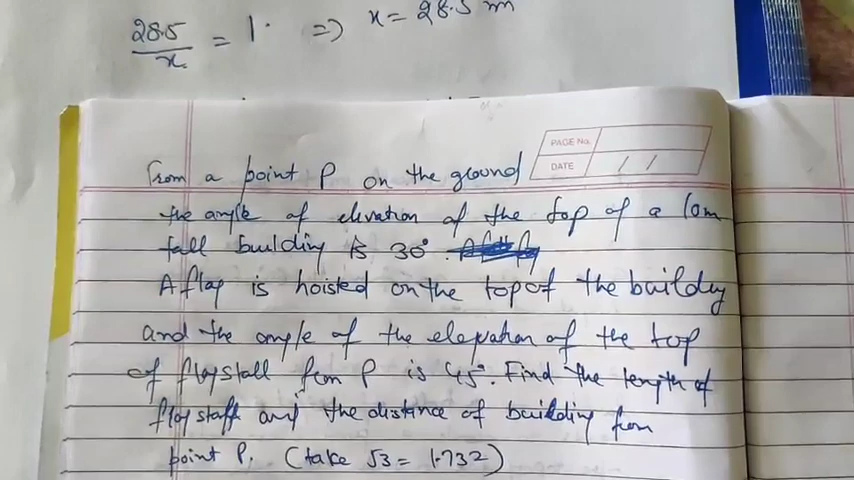 28.5 / x = 1. => x = 28.5 m
PAGE No.
DATE / /
From a point P on the ground
the angle of elevation of the top of a 10m
tall building is 30°.
A flag is hoisted on the top of the building
and the angle of the elevation of the top
of flagstaff from P is 45°. Find the length of
flagstaff and the distance of building from
point P. (take √3 = 1.732)